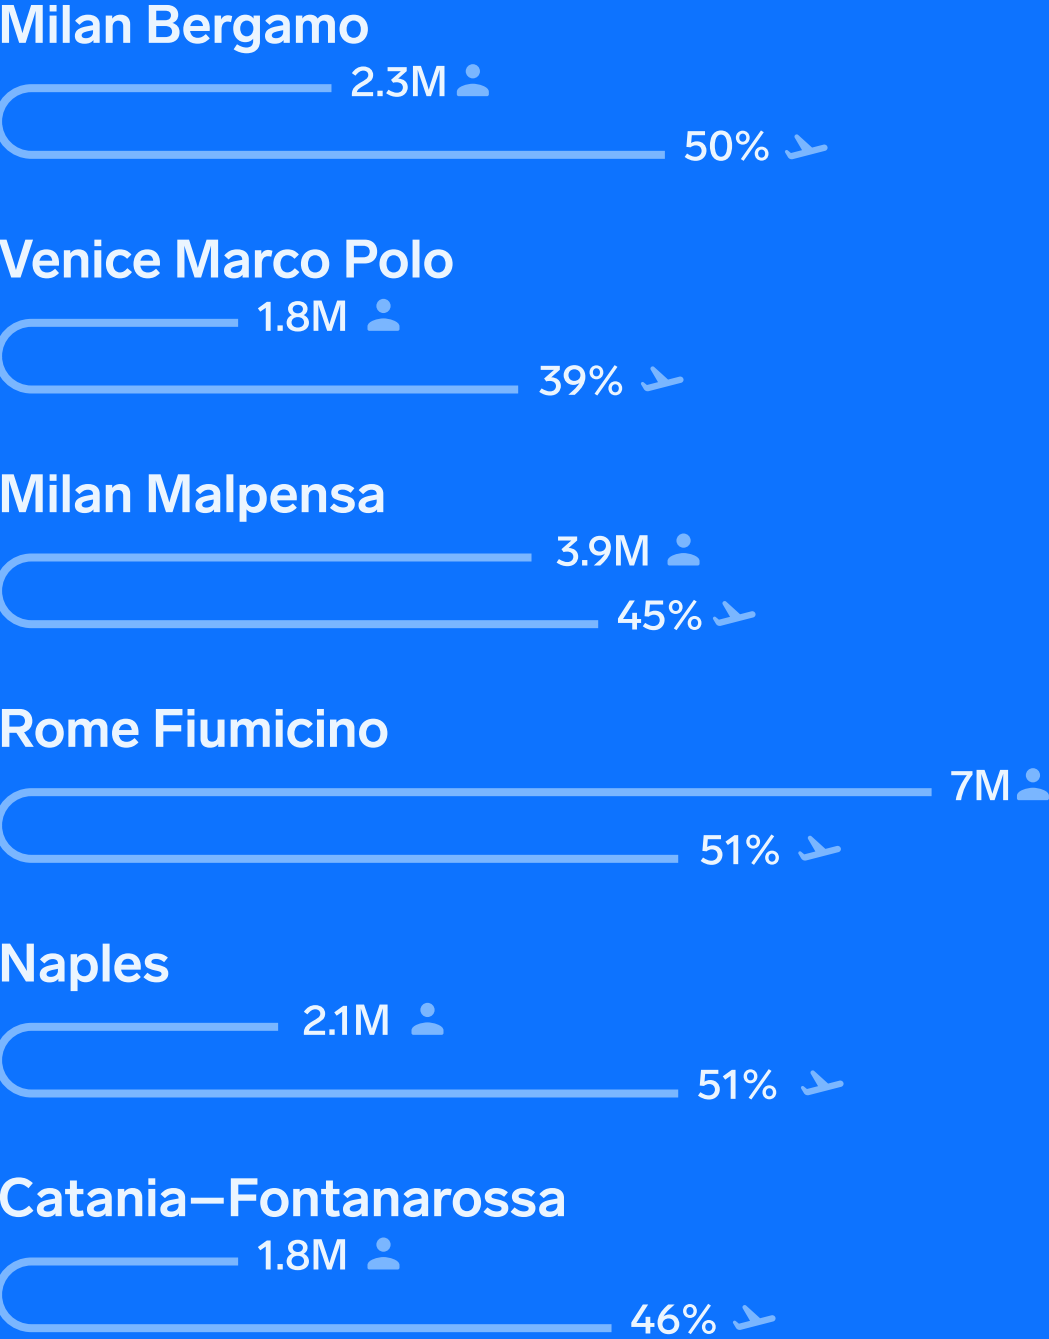 Milan Bergamo
2.3M
50%
Venice Marco Polo
1.8M
39%
Milan Malpensa
3.9M
45%
Rome Fiumicino
7M
51%
Naples
2.1M
51%
Catania–Fontanarossa
1.8M
46%